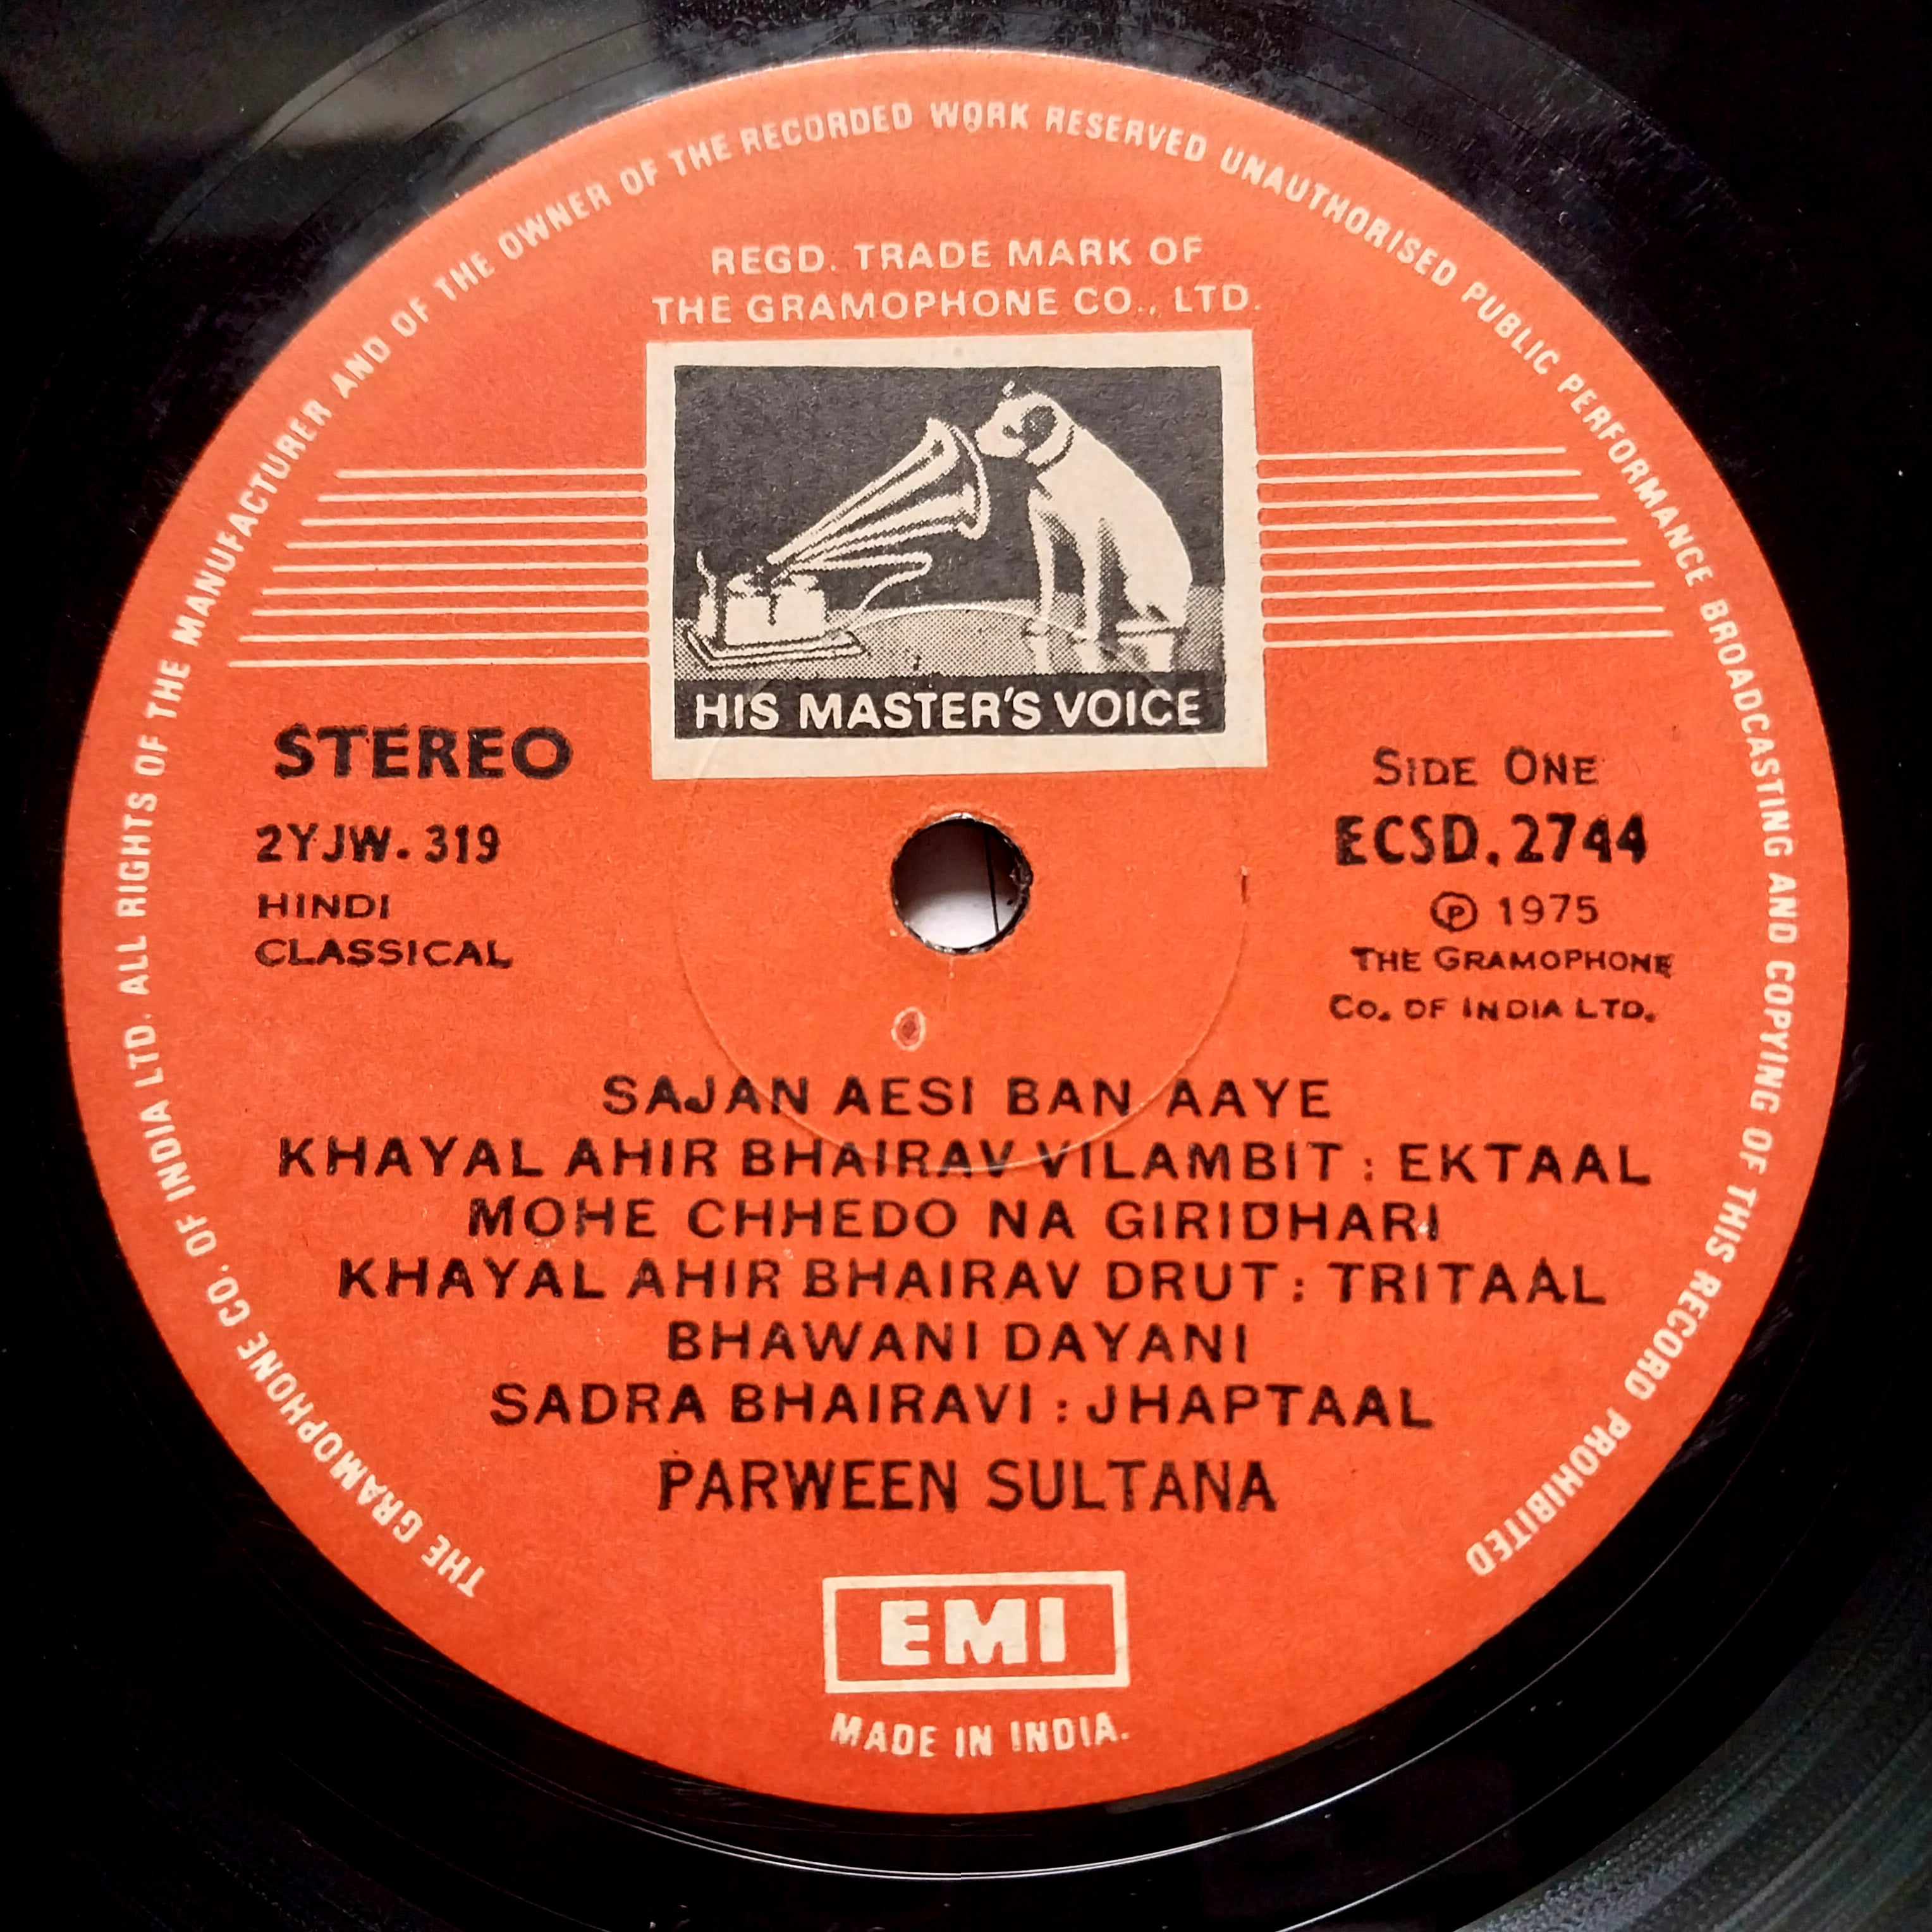 THE GRAMOPHONE CO. OF INDIA LTD. ALL RIGHTS OF THE MANUFACTURER AND OF THE OWNER OF THE RECORDED WORK RESERVED UNAUTHORISED PUBLIC PERFORMANCE BROADCASTING AND COPYING OF THIS RECORD PROHIBITED
REGD. TRADE MARK OF
THE GRAMOPHONE CO., LTD.
HIS MASTER'S VOICE
STEREO
2YJW. 319
HINDI
CLASSICAL
SIDE ONE
ECSD. 2744
℗ 1975
THE GRAMOPHONE
CO. OF INDIA LTD.
SAJAN AESI BAN AAYE
KHAYAL AHIR BHAIRAV VILAMBIT : EKTAAL
MOHE CHHEDO NA GIRIDHARI
KHAYAL AHIR BHAIRAV DRUT : TRITAAL
BHAWANI DAYANI
SADRA BHAIRAVI : JHAPTAAL
PARWEEN SULTANA
EMI
MADE IN INDIA.